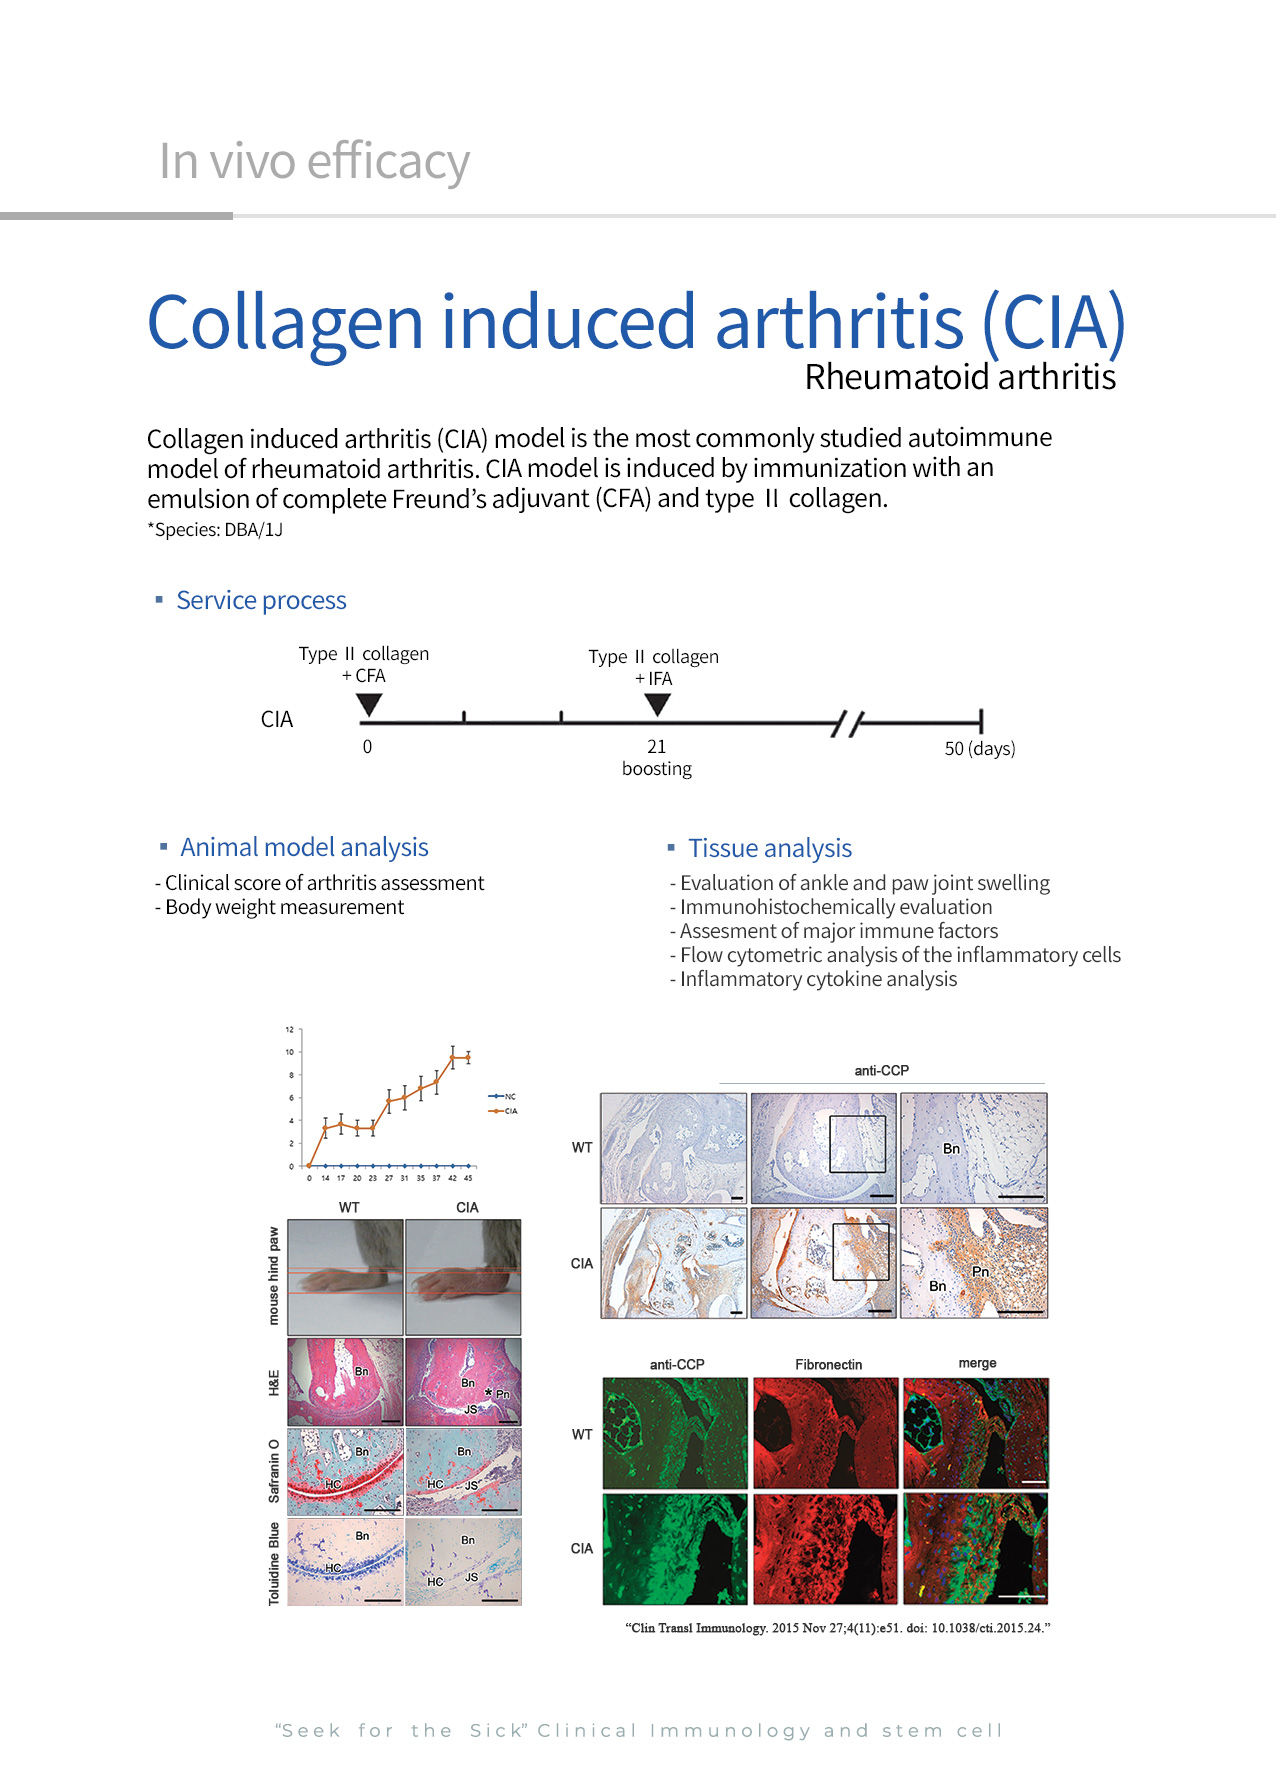 In vivo efficacy
Collagen induced arthritis (CIA)
Rheumatoid arthritis
Collagen induced arthritis (CIA) model is the most commonly studied autoimmune
model of rheumatoid arthritis. CIA model is induced by immunization with an
emulsion of complete Freund's adjuvant (CFA) and type II collagen.
*Species: DBA/1J
▪ Service process
Type II collagen
+ CFA
Type II collagen
+ IFA
CIA
0
21
boosting
50 (days)
▪ Animal model analysis
- Clinical score of arthritis assessment
- Body weight measurement
▪ Tissue analysis
- Evaluation of ankle and paw joint swelling
- Immunohistochemically evaluation
- Assesment of major immune factors
- Flow cytometric analysis of the inflammatory cells
- Inflammatory cytokine analysis
12
10
8
6
4
2
0
0 14 17 20 23 27 31 35 37 42 45
NC
CIA
WT CIA
mouse hind paw
H&E
Bn
Bn * Pn
JS
Safranin O
Bn
HC
Bn
HC JS
Toluidine Blue
Bn
HC
Bn
HC JS
anti-CCP
WT
Bn
CIA
Bn Pn
anti-CCP Fibronectin merge
WT
CIA
“Clin Transl Immunology. 2015 Nov 27;4(11):e51. doi: 10.1038/cti.2015.24.”
“Seek for the Sick” Clinical Immunology and stem cell